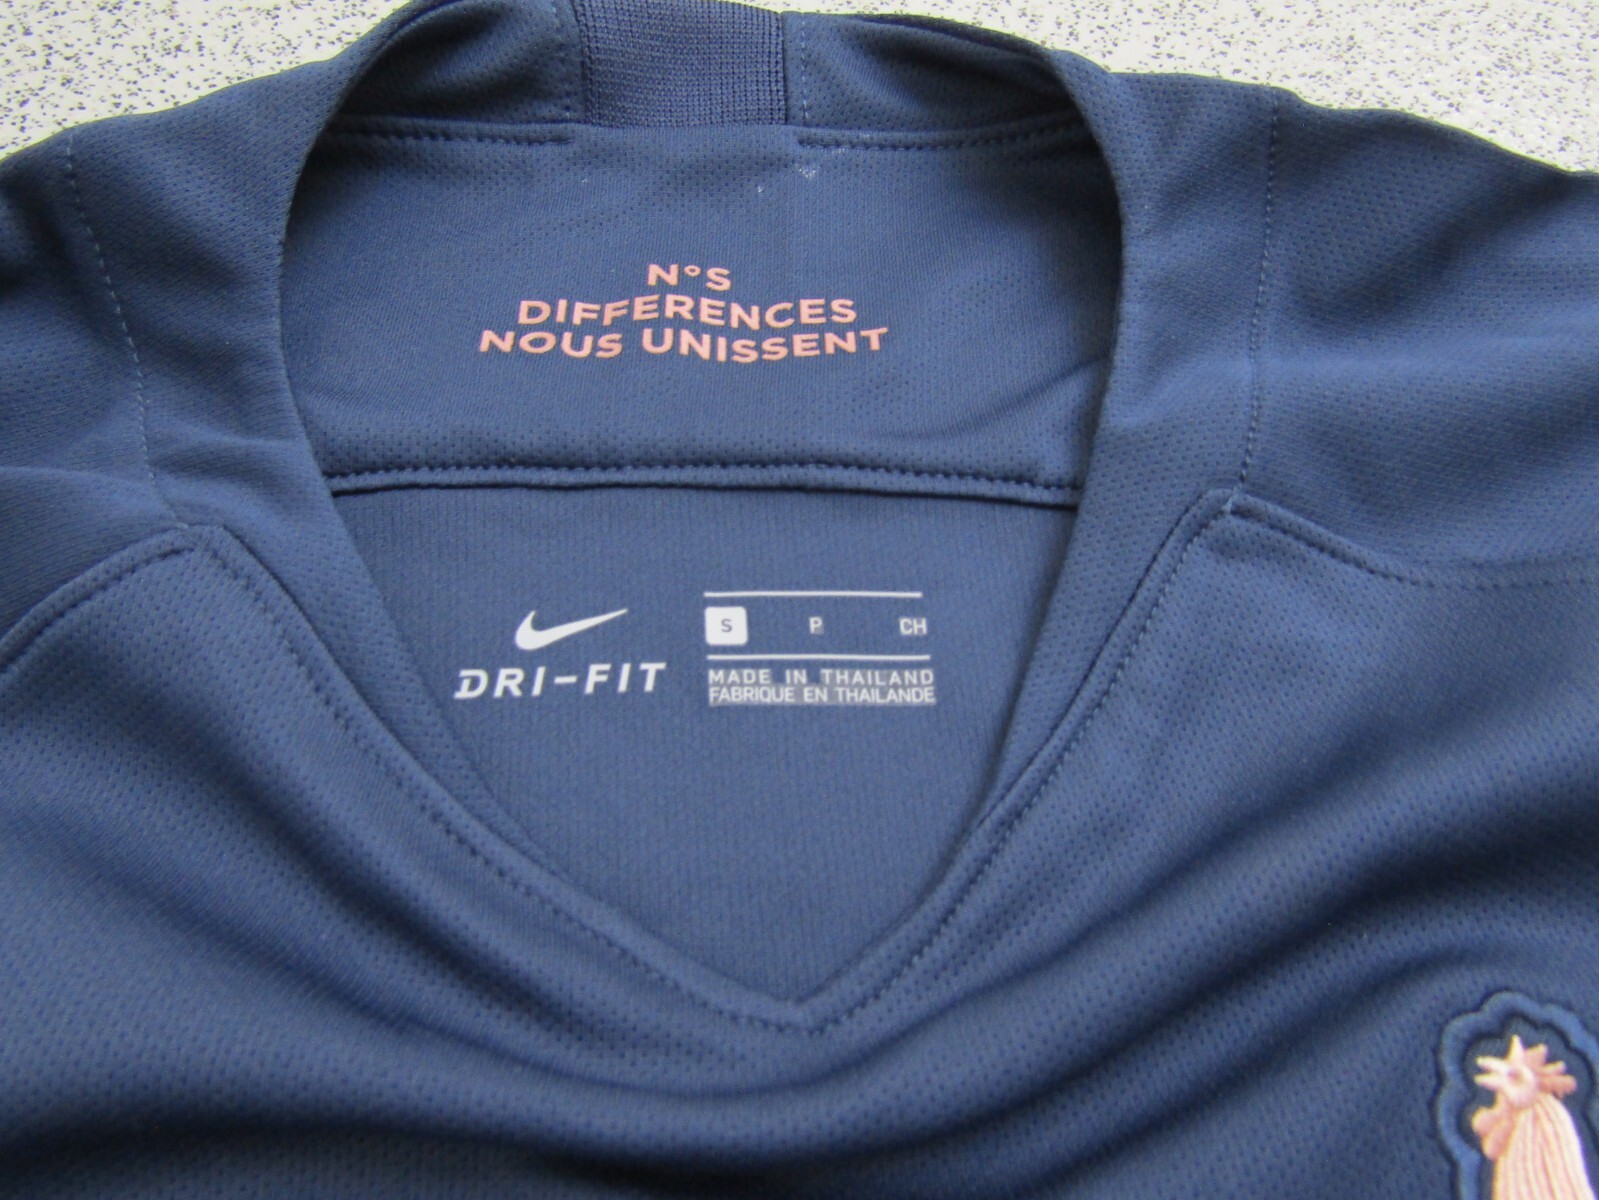 N°S
DIFFERENCES
NOUS UNISSENT
DRI-FIT
S P CH
MADE IN THAILAND
FABRIQUE EN THAILANDE